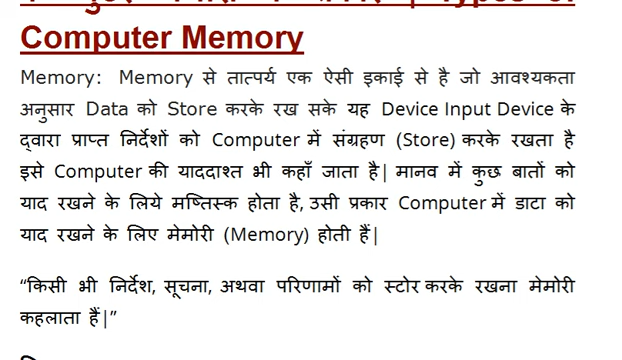 Types of
Computer Memory
Memory: Memory से तात्पर्य एक ऐसी इकाई से है जो आवश्यकता
अनुसार Data को Store करके रख सके यह Device Input Device के
द्वारा प्राप्त निर्देशों को Computer में संग्रहण (Store) करके रखता है
इसे Computer की याददाश्त भी कहाँ जाता है| मानव में कुछ बातों को
याद रखने के लिये मष्तिस्क होता है, उसी प्रकार Computer में डाटा को
याद रखने के लिए मेमोरी (Memory) होती हैं|
“किसी भी निर्देश, सूचना, अथवा परिणामों को स्टोर करके रखना मेमोरी
कहलाता हैं|”